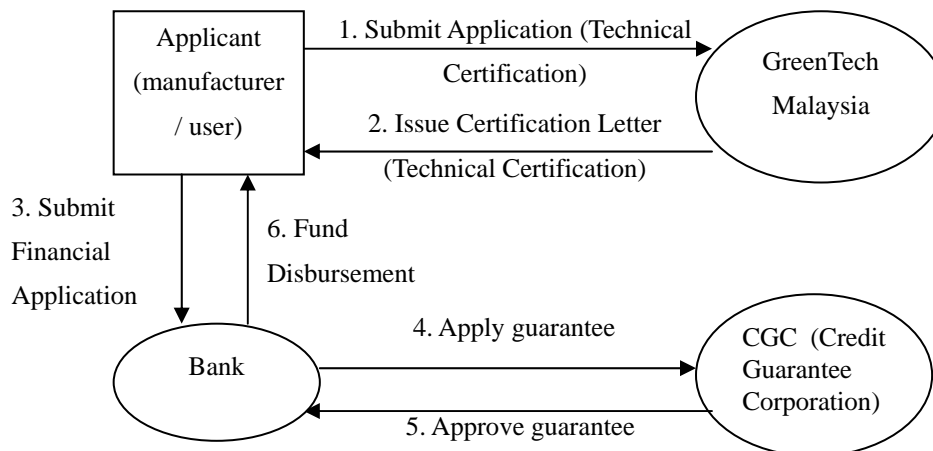 Applicant
(manufacturer
/ user)
1. Submit Application (Technical
Certification)
GreenTech
Malaysia
2. Issue Certification Letter
(Technical Certification)
3. Submit
Financial
Application
6. Fund
Disbursement
Bank
4. Apply guarantee
CGC (Credit
Guarantee
Corporation)
5. Approve guarantee